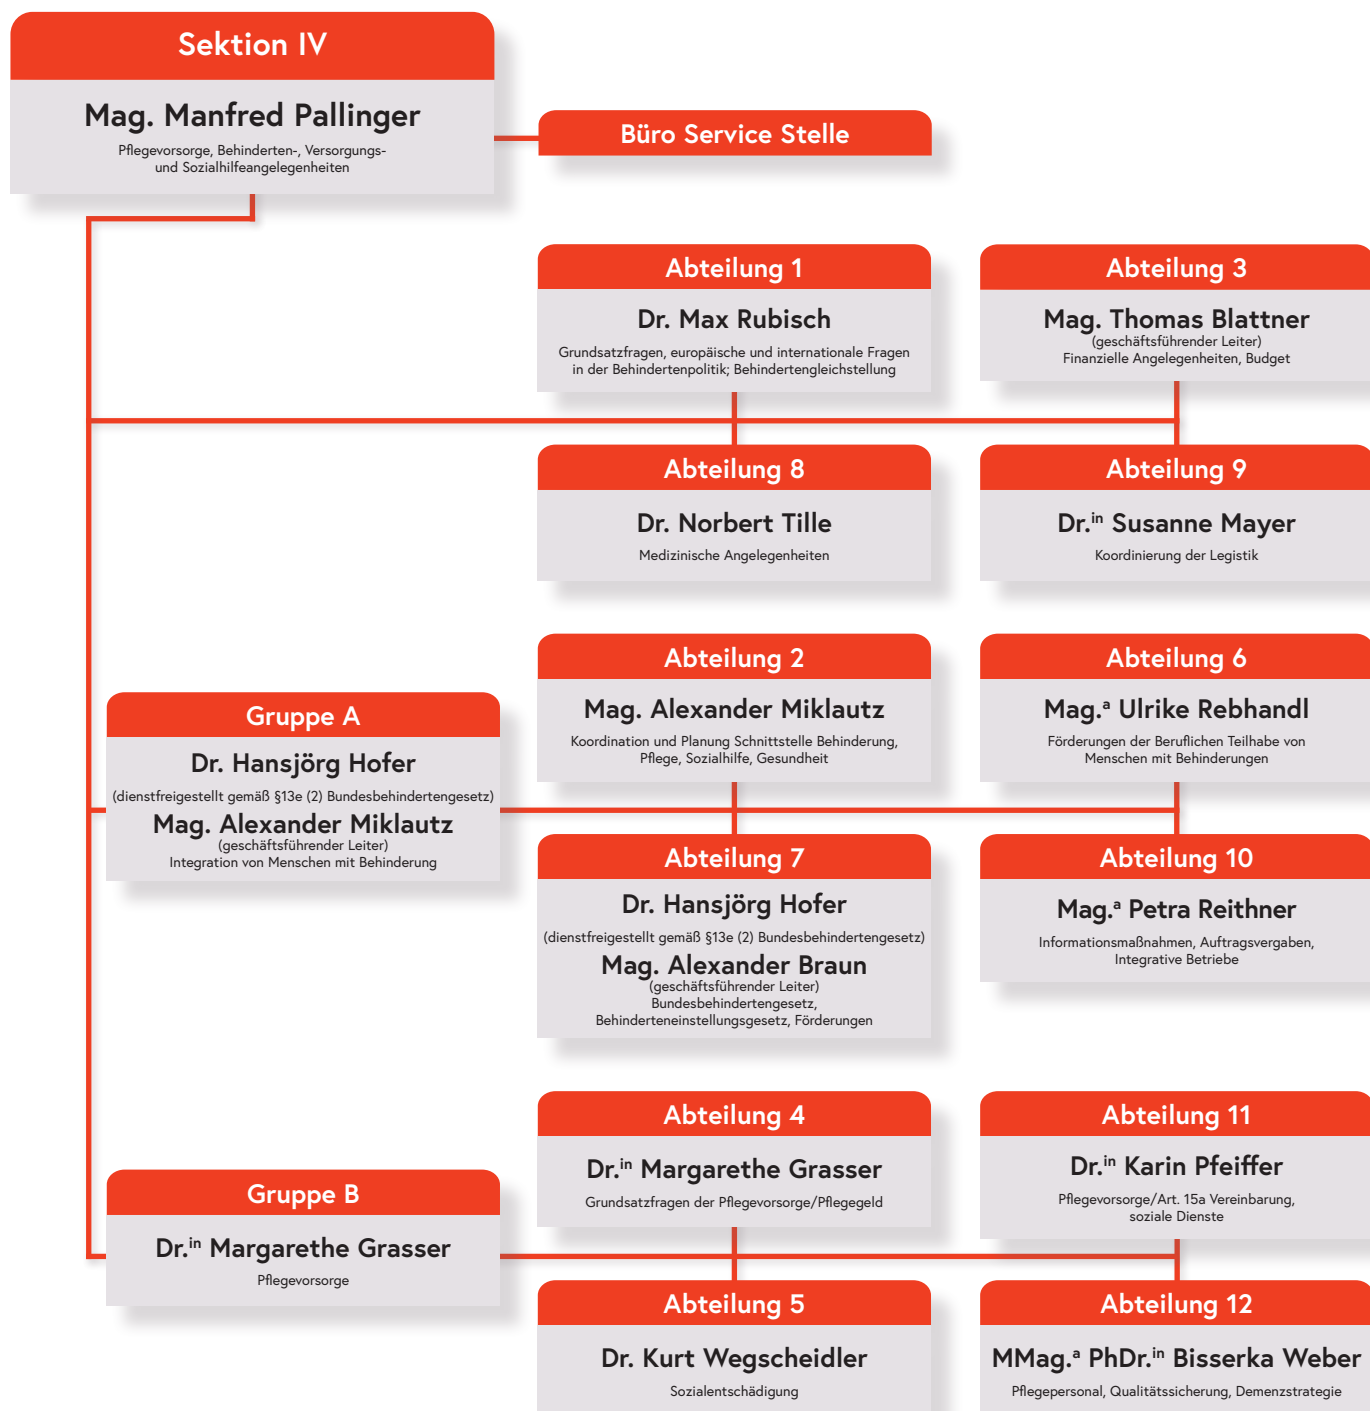 Sektion IV
Mag. Manfred Pallinger
Pflegevorsorge, Behinderten-, Versorgungs-
und Sozialhilfeangelegenheiten
Büro Service Stelle
Abteilung 1
Dr. Max Rubisch
Grundsatzfragen, europäische und internationale Fragen
in der Behindertenpolitik; Behindertengleichstellung
Abteilung 3
Mag. Thomas Blattner
(geschäftsführender Leiter)
Finanzielle Angelegenheiten, Budget
Abteilung 8
Dr. Norbert Tille
Medizinische Angelegenheiten
Abteilung 9
Dr.in Susanne Mayer
Koordinierung der Legistik
Gruppe A
Dr. Hansjörg Hofer
(dienstfreigestellt gemäß §13e (2) Bundesbehindertengesetz)
Mag. Alexander Miklautz
(geschäftsführender Leiter)
Integration von Menschen mit Behinderung
Abteilung 2
Mag. Alexander Miklautz
Koordination und Planung Schnittstelle Behinderung,
Pflege, Sozialhilfe, Gesundheit
Abteilung 6
Mag.a Ulrike Rebhandl
Förderungen der Beruflichen Teilhabe von
Menschen mit Behinderungen
Abteilung 7
Dr. Hansjörg Hofer
(dienstfreigestellt gemäß §13e (2) Bundesbehindertengesetz)
Mag. Alexander Braun
(geschäftsführender Leiter)
Bundesbehindertengesetz,
Behinderteneinstellungsgesetz, Förderungen
Abteilung 10
Mag.a Petra Reithner
Informationsmaßnahmen, Auftragsvergaben,
Integrative Betriebe
Gruppe B
Dr.in Margarethe Grasser
Pflegevorsorge
Abteilung 4
Dr.in Margarethe Grasser
Grundsatzfragen der Pflegevorsorge/Pflegegeld
Abteilung 11
Dr.in Karin Pfeiffer
Pflegevorsorge/Art. 15a Vereinbarung,
soziale Dienste
Abteilung 5
Dr. Kurt Wegscheidler
Sozialentschädigung
Abteilung 12
MMag.a PhDr.in Bisserka Weber
Pflegepersonal, Qualitätssicherung, Demenzstrategie